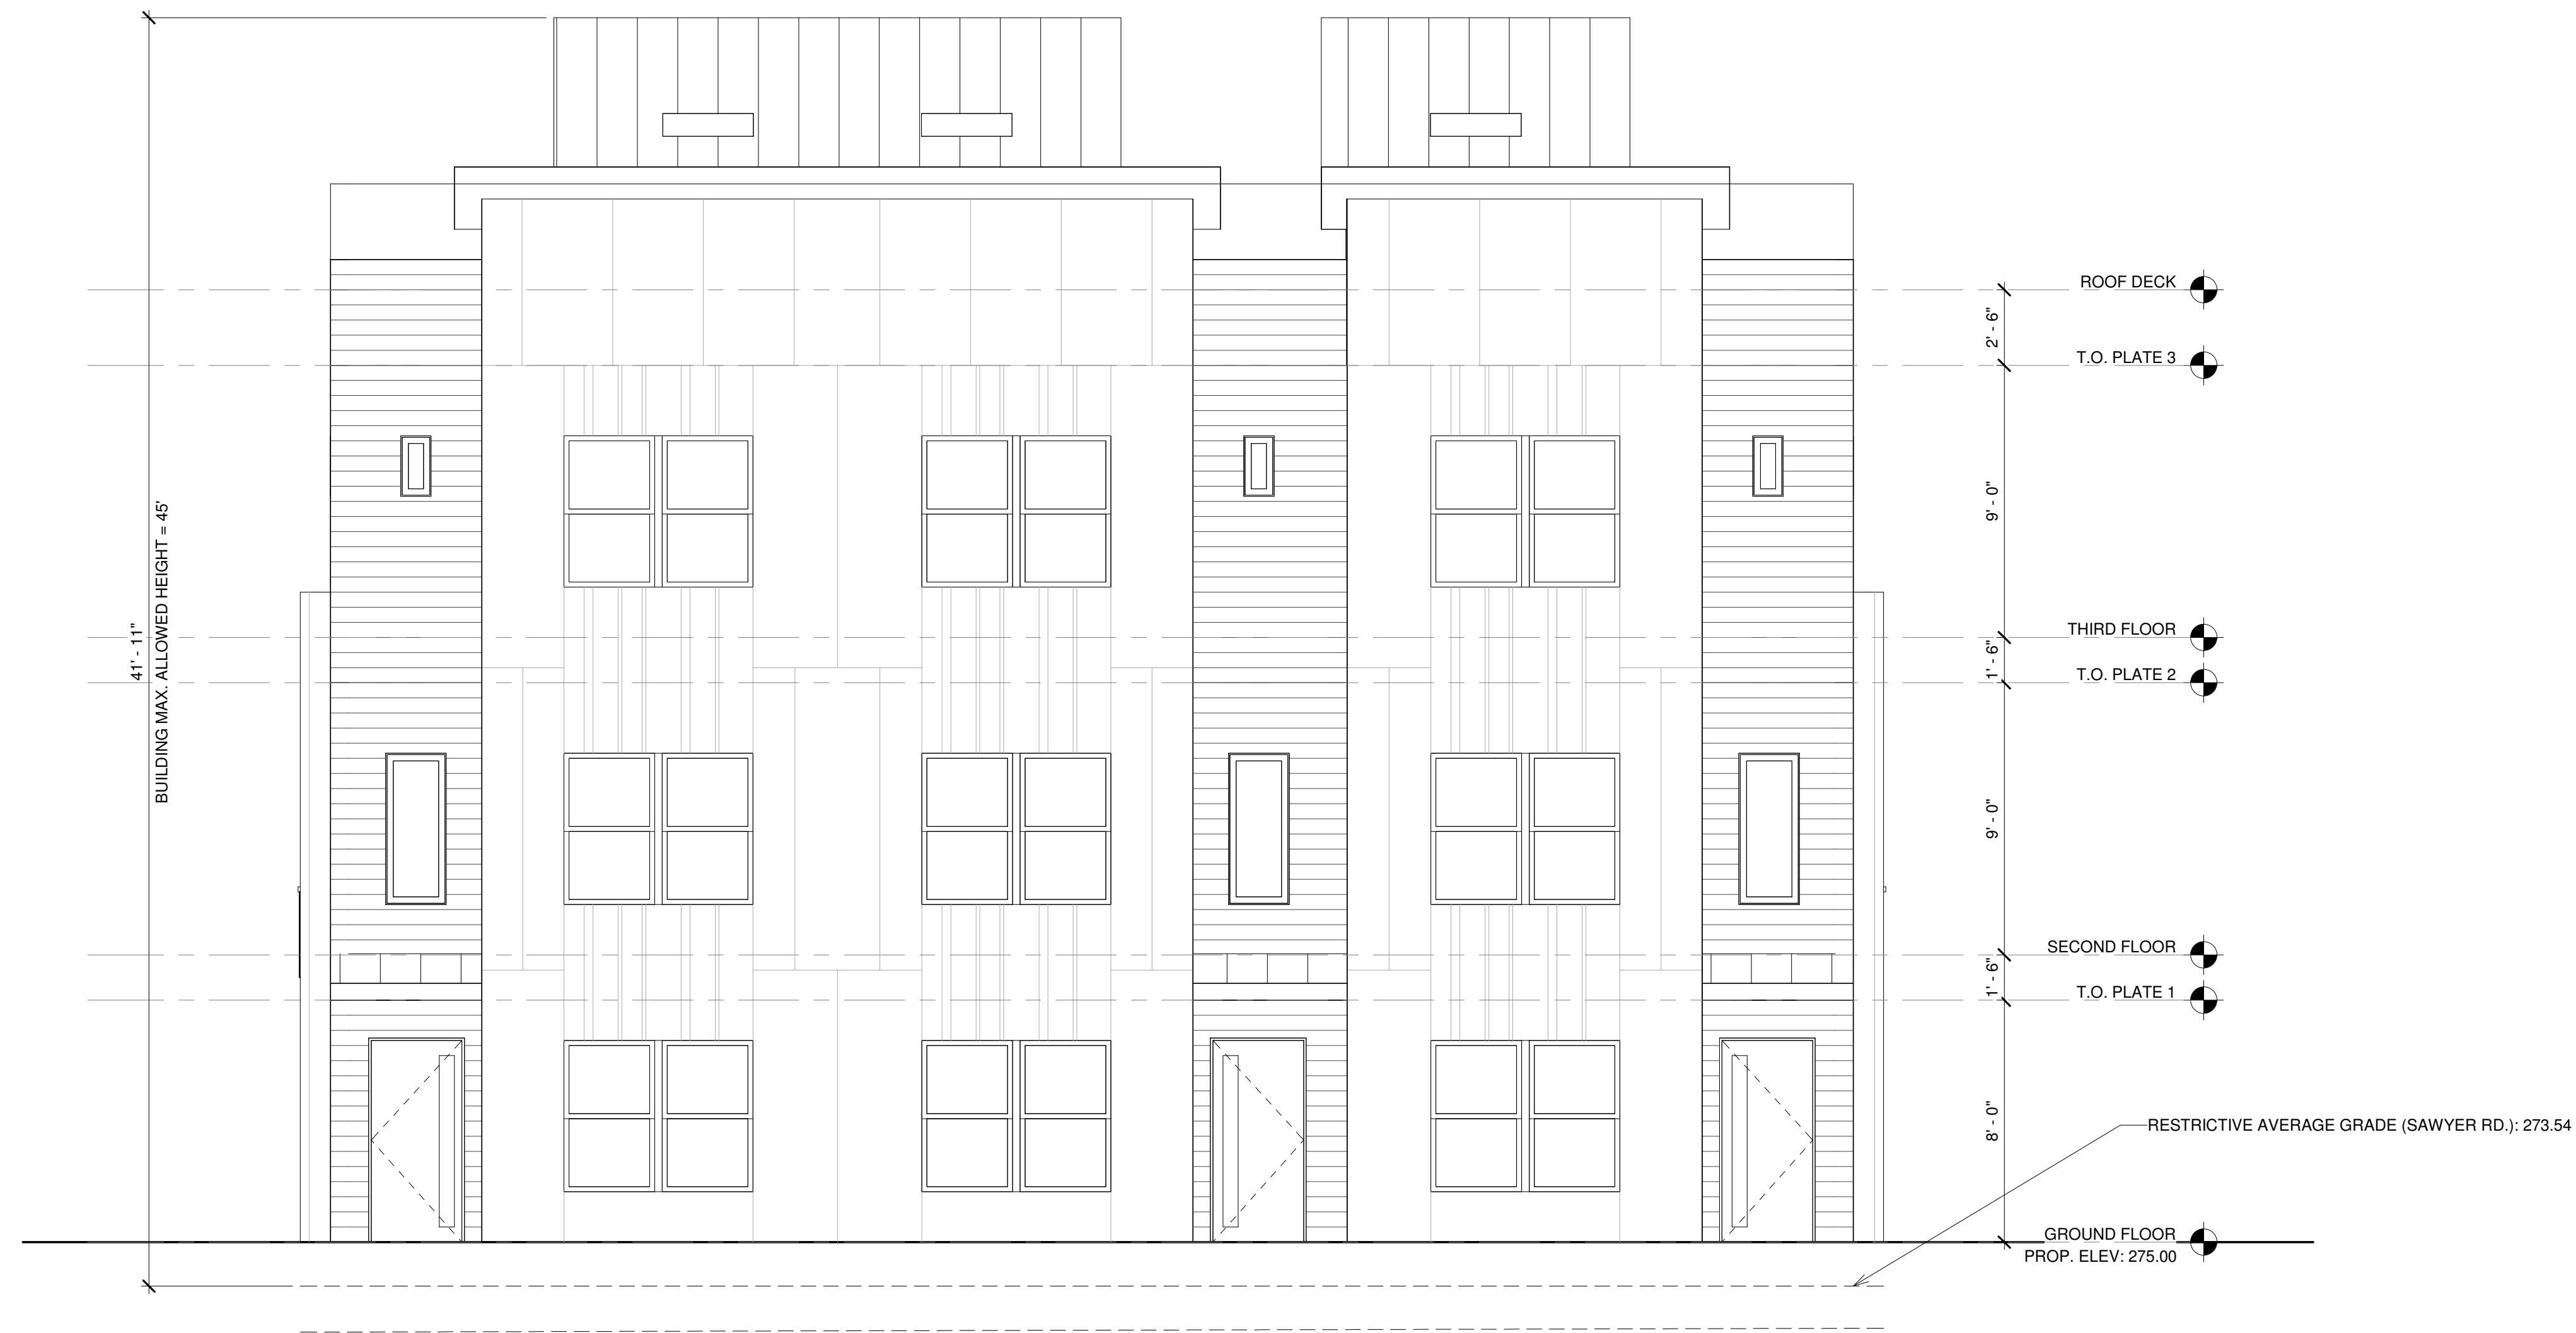 ROOF DECK
2' - 6"
T.O. PLATE 3
9' - 0"
41' - 11"
BUILDING MAX. ALLOWED HEIGHT = 45'
THIRD FLOOR
1' - 6"
T.O. PLATE 2
9' - 0"
SECOND FLOOR
1' - 6"
T.O. PLATE 1
8' - 0"
RESTRICTIVE AVERAGE GRADE (SAWYER RD.): 273.54
GROUND FLOOR
PROP. ELEV: 275.00